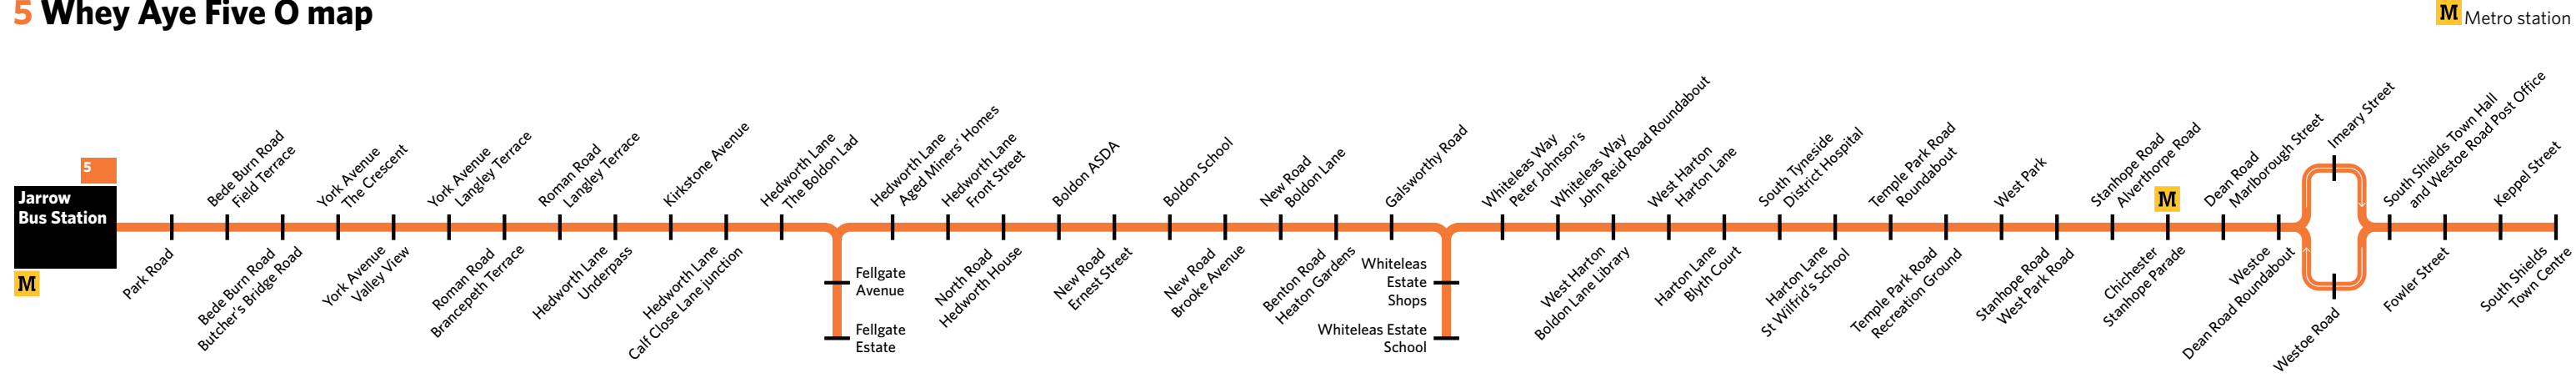 5 Whey Aye Five O map
M Metro station
5
Jarrow
Bus Station
M
Park Road
Bede Burn Road
Field Terrace
Bede Burn Road
Butcher's Bridge Road
York Avenue
The Crescent
York Avenue
Valley View
York Avenue
Langley Terrace
Roman Road
Brancepeth Terrace
Roman Road
Langley Terrace
Hedworth Lane
Underpass
Kirkstone Avenue
Hedworth Lane
Calf Close Lane junction
Hedworth Lane
The Boldon Lad
Fellgate
Avenue
Fellgate
Estate
Hedworth Lane
Aged Miners' Homes
Hedworth Lane
Front Street
North Road
Hedworth House
Boldon ASDA
New Road
Ernest Street
Boldon School
New Road
Brooke Avenue
New Road
Boldon Lane
Benton Road
Heaton Gardens
Galsworthy Road
Whiteleas
Estate
Shops
Whiteleas Estate
School
Whiteleas Way
Peter Johnson's
Whiteleas Way
John Reid Road Roundabout
West Harton
Boldon Lane Library
West Harton
Harton Lane
Harton Lane
Blyth Court
South Tyneside
District Hospital
Harton Lane
St Wilfrid's School
Temple Park Road
Roundabout
Temple Park Road
Recreation Ground
West Park
Stanhope Road
West Park Road
Stanhope Road
Alverthorpe Road
M
Chichester
Stanhope Parade
Dean Road
Marlborough Street
Westoe
Dean Road Roundabout
Imeary Street
Westoe Road
South Shields Town Hall
and Westoe Road Post Office
Fowler Street
Keppel Street
South Shields
Town Centre